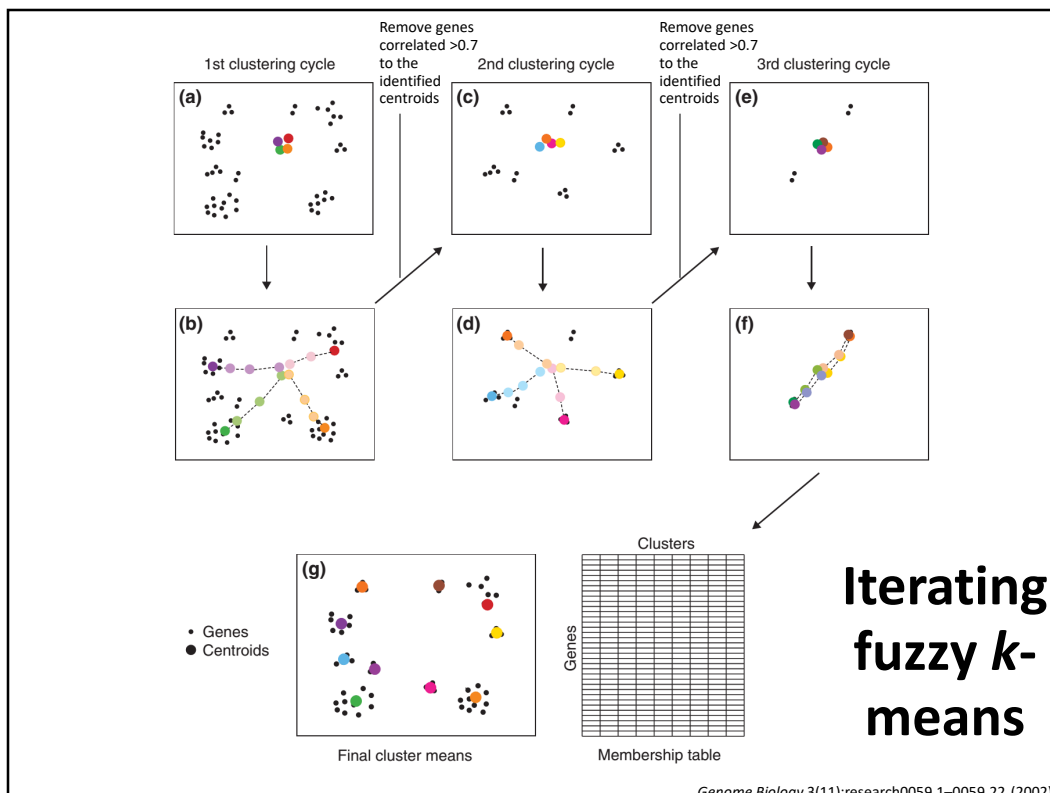 Remove genes
correlated >0.7
to the
identified
centroids
Remove genes
correlated >0.7
to the
identified
centroids
1st clustering cycle
2nd clustering cycle
3rd clustering cycle
(a)
(c)
(e)
(b)
(d)
(f)
(g)
Clusters
Genes
Genes
Centroids
Final cluster means
Membership table
Iterating
fuzzy k-
means
Genome Biology 3(11):research0059.1–0059.22 (2002)